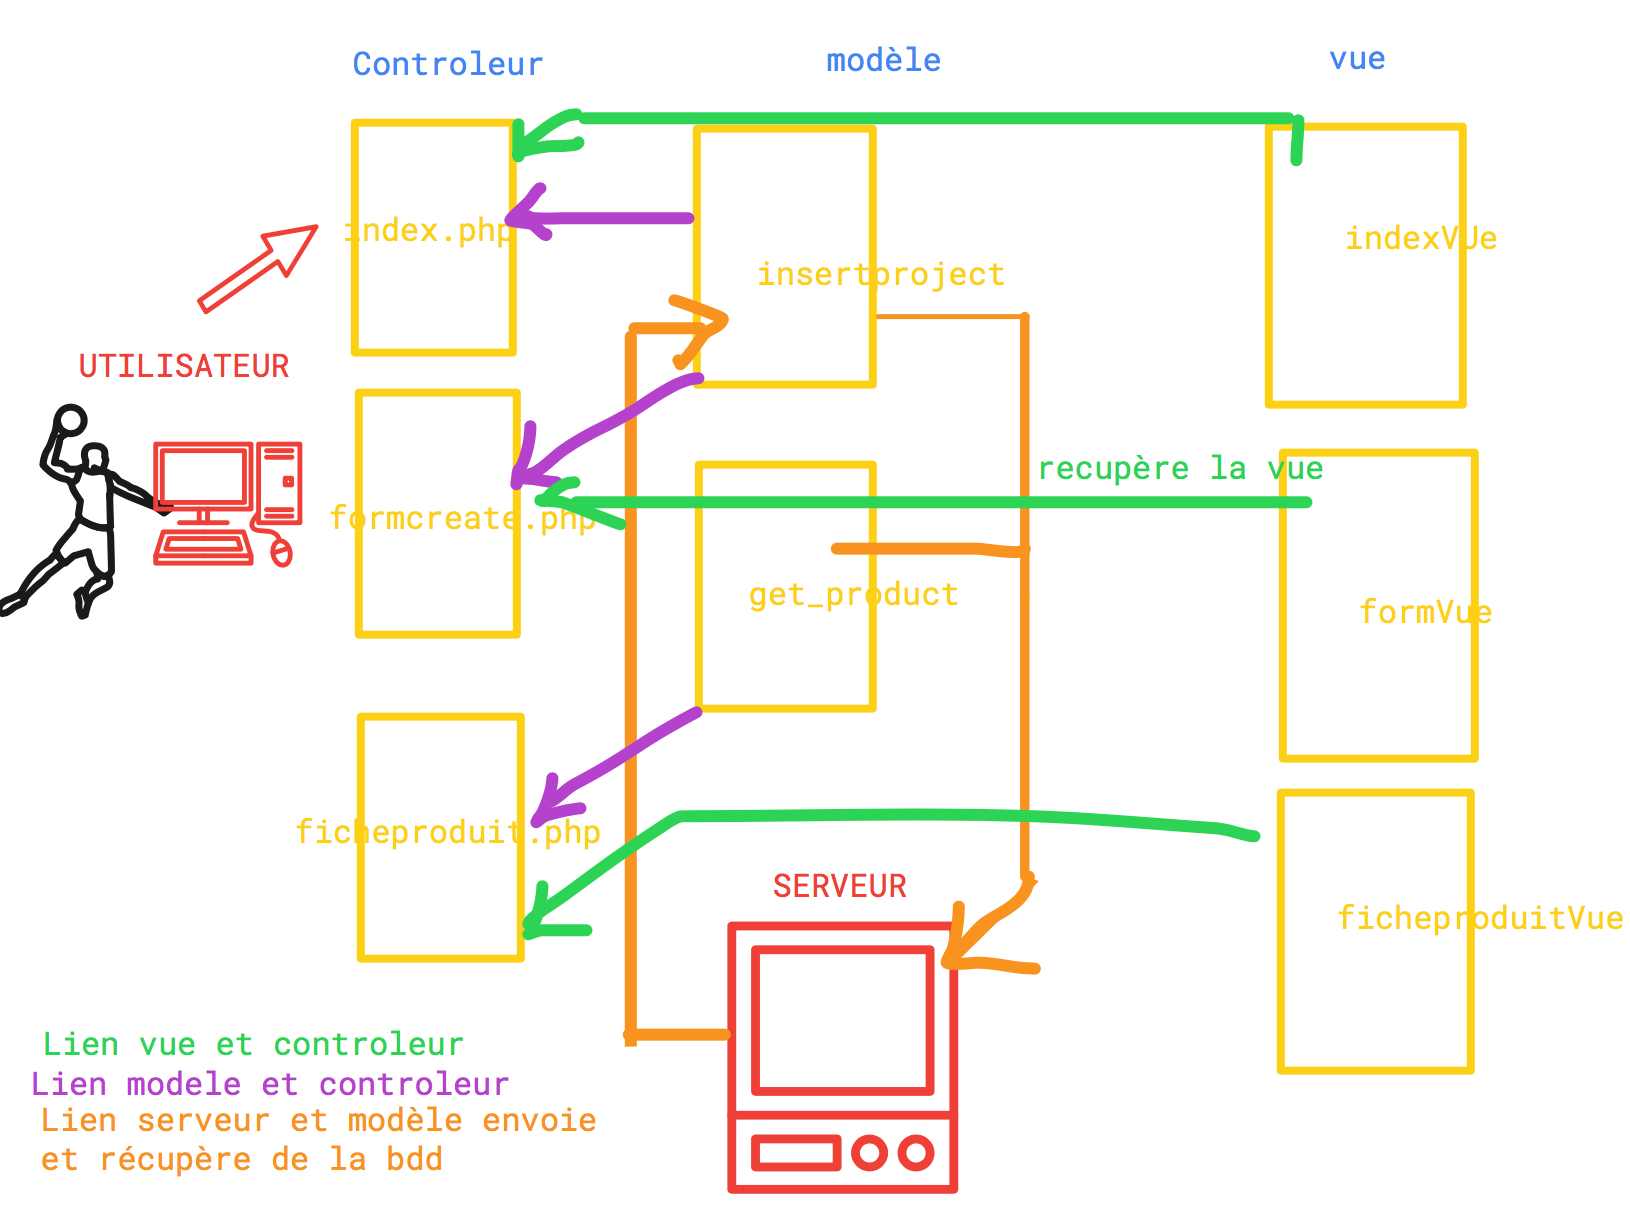 Controleur
modèle
vue
index.php
insertproject
indexVUe
UTILISATEUR
recupère la vue
formcreate.php
get_product
formVue
ficheproduit.php
SERVEUR
ficheproduitVue
Lien vue et controleur
Lien modele et controleur
Lien serveur et modèle envoie
et récupère de la bdd